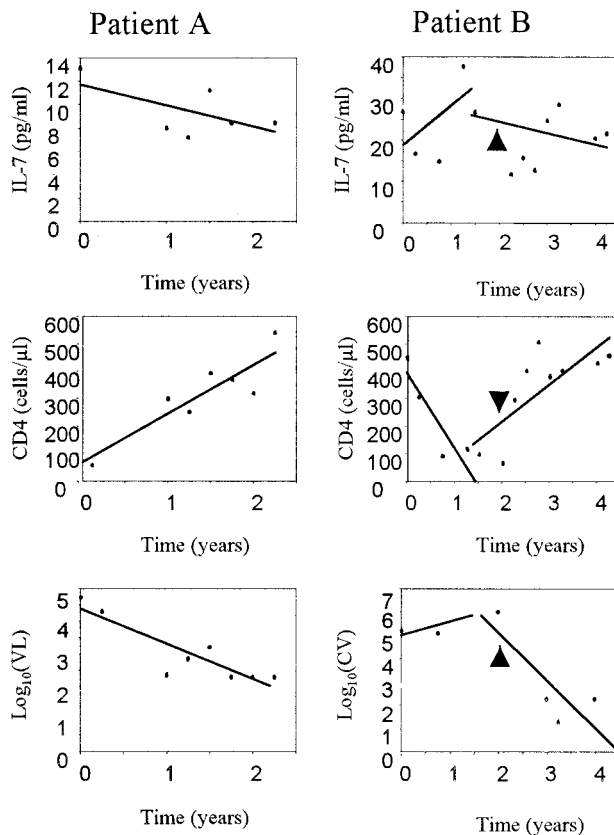 Patient A
Patient B
14
12
10
8
6
4
2
0
IL-7 (pg/ml)
0 1 2
Time (years)
40
30
20
10
0
IL-7 (pg/ml)
0 1 2 3 4
Time (years)
600
500
400
300
200
100
0
CD4 (cells/µl)
0 1 2
Time (years)
600
500
400
300
200
100
0
CD4 (cells/µl)
0 1 2 3 4
Time (years)
5
4
3
2
1
0
Log10(VL)
0 1 2
Time (years)
7
6
5
4
3
2
1
0
Log10(CV)
0 1 2 3 4
Time (years)